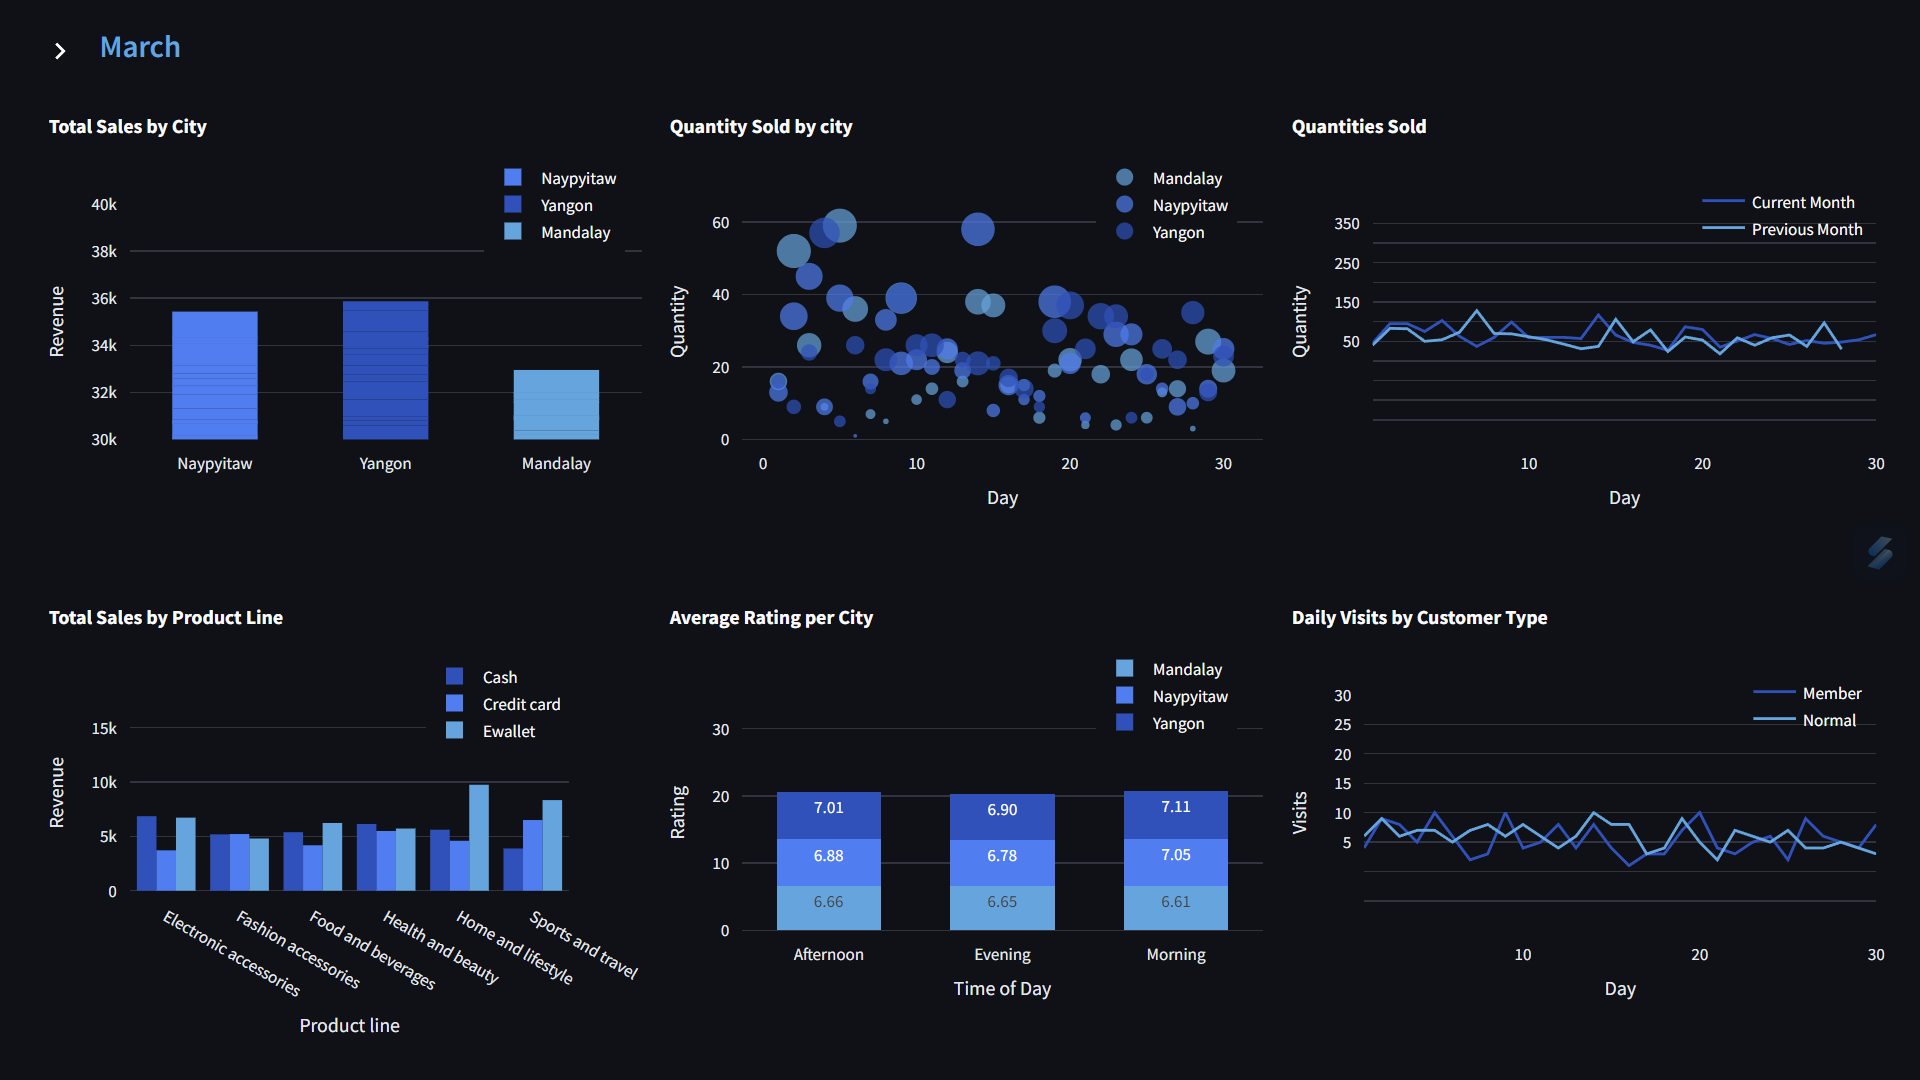 March
Total Sales by City
Naypyitaw
Yangon
Mandalay
40k
38k
36k
34k
32k
30k
Revenue
Naypyitaw
Yangon
Mandalay
Quantity Sold by city
Mandalay
Naypyitaw
Yangon
60
40
20
0
Quantity
0
10
20
30
Day
Quantities Sold
Current Month
Previous Month
350
250
150
50
Quantity
10
20
30
Day
Total Sales by Product Line
Cash
Credit card
Ewallet
15k
10k
5k
0
Revenue
Electronic accessories
Fashion accessories
Food and beverages
Health and beauty
Home and lifestyle
Sports and travel
Product line
Average Rating per City
Mandalay
Naypyitaw
Yangon
30
20
10
0
Rating
7.01
6.90
7.11
6.88
6.78
7.05
6.66
6.65
6.61
Afternoon
Evening
Morning
Time of Day
Daily Visits by Customer Type
Member
Normal
30
25
20
15
10
5
Visits
10
20
30
Day